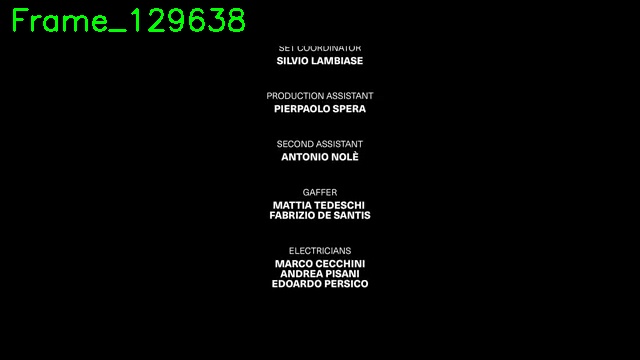 Frame_129638
SET COORDINATOR
SILVIO LAMBIASE
PRODUCTION ASSISTANT
PIERPAOLO SPERA
SECOND ASSISTANT
ANTONIO NOLÈ
GAFFER
MATTIA TEDESCHI
FABRIZIO DE SANTIS
ELECTRICIANS
MARCO CECCHINI
ANDREA PISANI
EDOARDO PERSICO